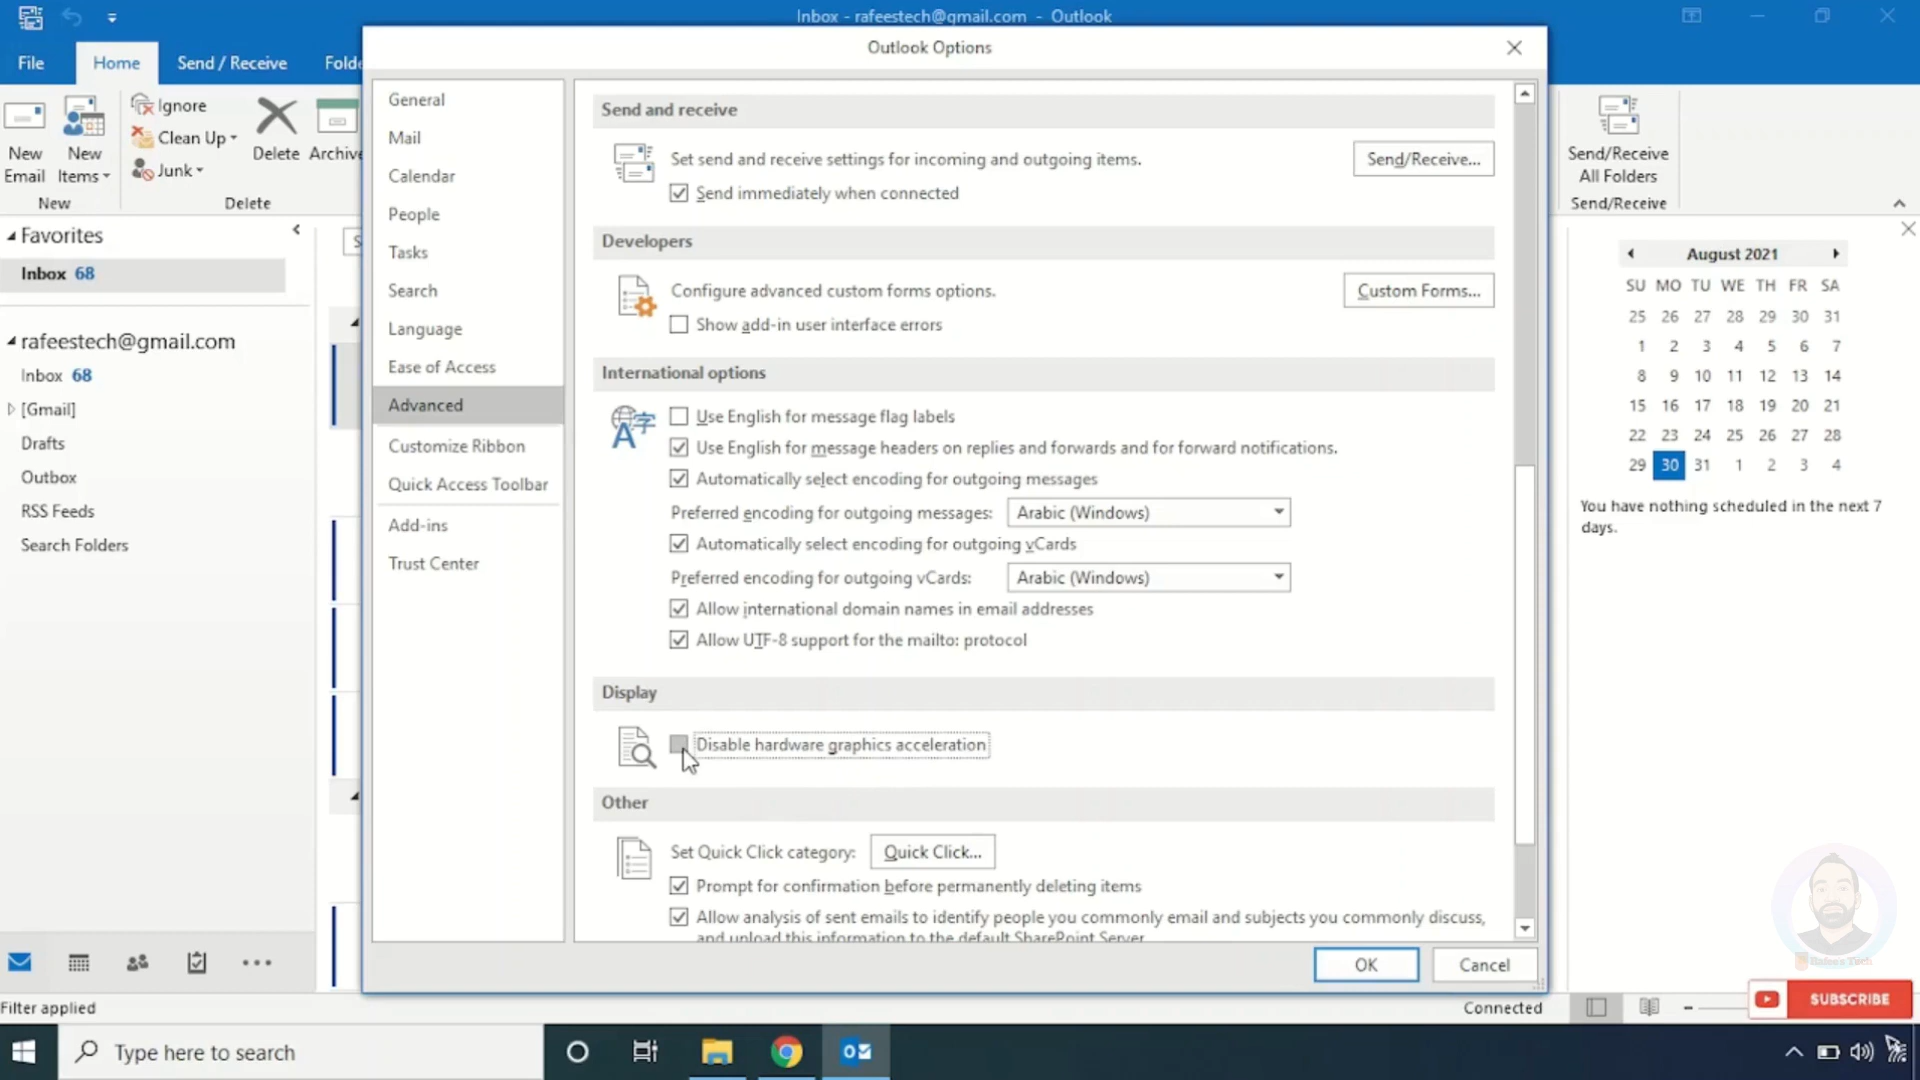 Inbox - rafeestech@gmail.com - Outlook
File
Home
Send / Receive
Folde
New
Email
New
Items
New
Ignore
Clean Up
Junk
Delete
Archive
Delete
Favorites
Inbox 68
rafeestech@gmail.com
Inbox 68
[Gmail]
Drafts
Outbox
RSS Feeds
Search Folders
Outlook Options
General
Mail
Calendar
People
Tasks
Search
Language
Ease of Access
Advanced
Customize Ribbon
Quick Access Toolbar
Add-ins
Trust Center
Send and receive
Set send and receive settings for incoming and outgoing items.
Send/Receive...
Send immediately when connected
Developers
Configure advanced custom forms options.
Custom Forms...
Show add-in user interface errors
International options
Use English for message flag labels
Use English for message headers on replies and forwards and for forward notifications.
Automatically select encoding for outgoing messages
Preferred encoding for outgoing messages: Arabic (Windows)
Automatically select encoding for outgoing vCards
Preferred encoding for outgoing vCards: Arabic (Windows)
Allow international domain names in email addresses
Allow UTF-8 support for the mailto: protocol
Display
Disable hardware graphics acceleration
Other
Set Quick Click category: Quick Click...
Prompt for confirmation before permanently deleting items
Allow analysis of sent emails to identify people you commonly email and subjects you commonly discuss,
and upload this information to the default SharePoint Server
OK
Cancel
Send/Receive
All Folders
Send/Receive
August 2021
SU MO TU WE TH FR SA
25 26 27 28 29 30 31
1 2 3 4 5 6 7
8 9 10 11 12 13 14
15 16 17 18 19 20 21
22 23 24 25 26 27 28
29 30 31 1 2 3 4
You have nothing scheduled in the next 7
days.
Rafee's Tech
SUBSCRIBE
Filter applied
Connected
Type here to search